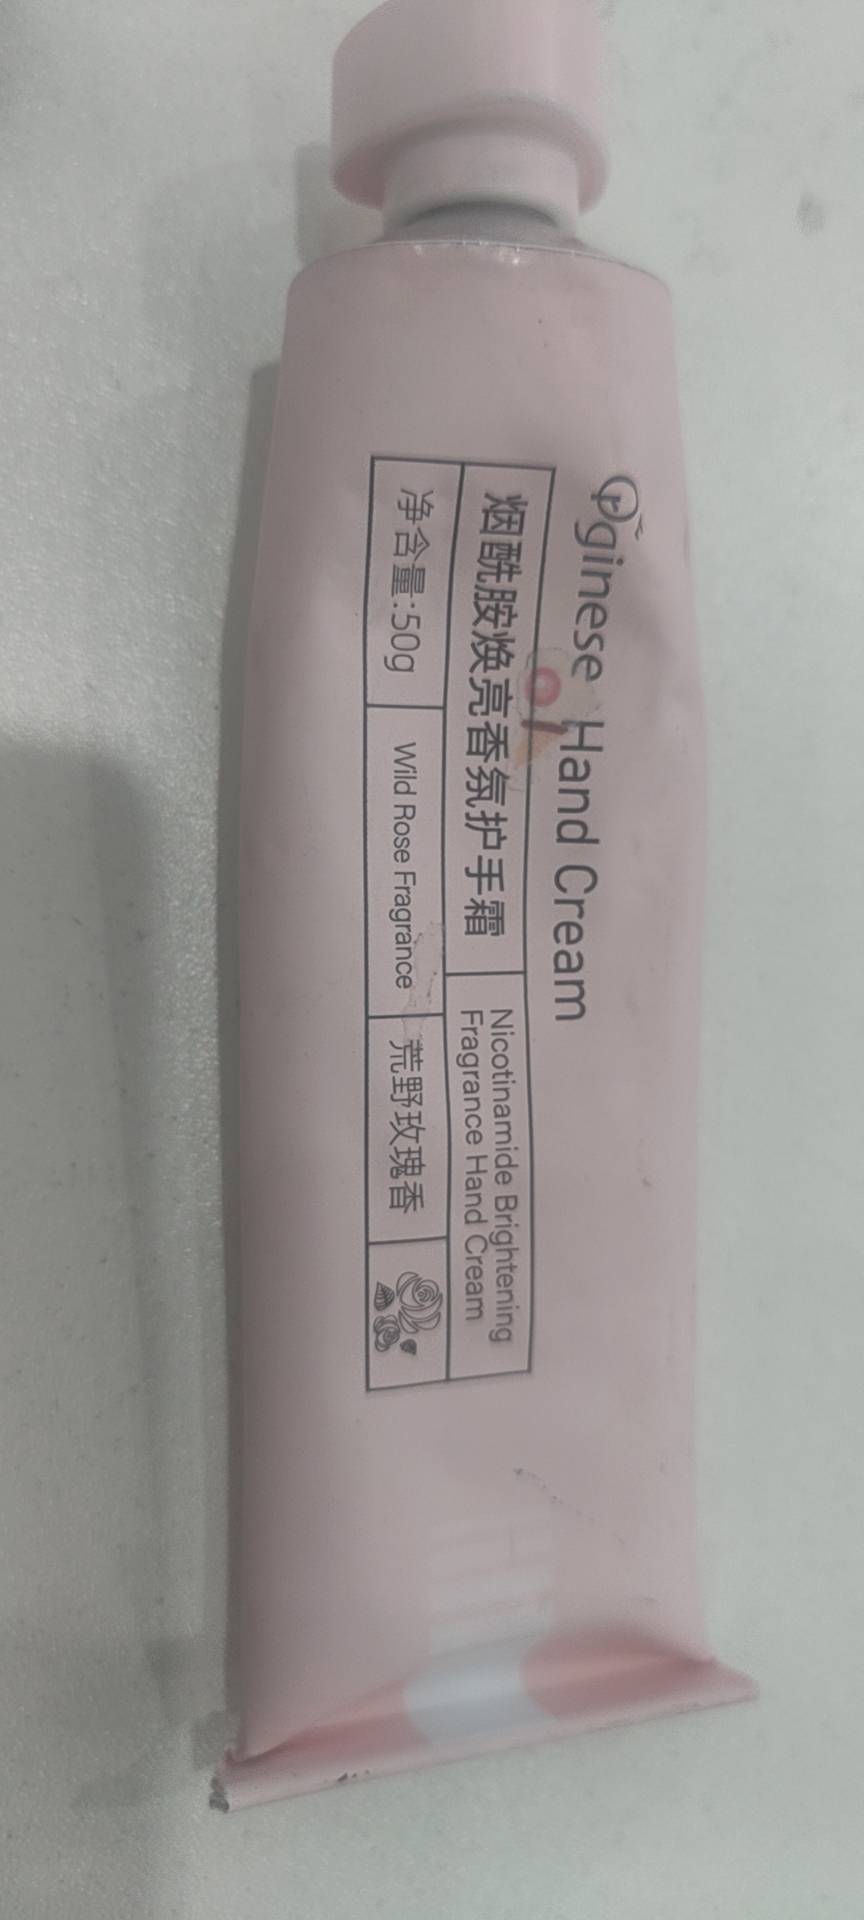 Pginese Hand Cream
烟酰胺焕亮香氛护手霜
Nicotinamide Brightening
Fragrance Hand Cream
净含量:50g
Wild Rose Fragrance
荒野玫瑰香